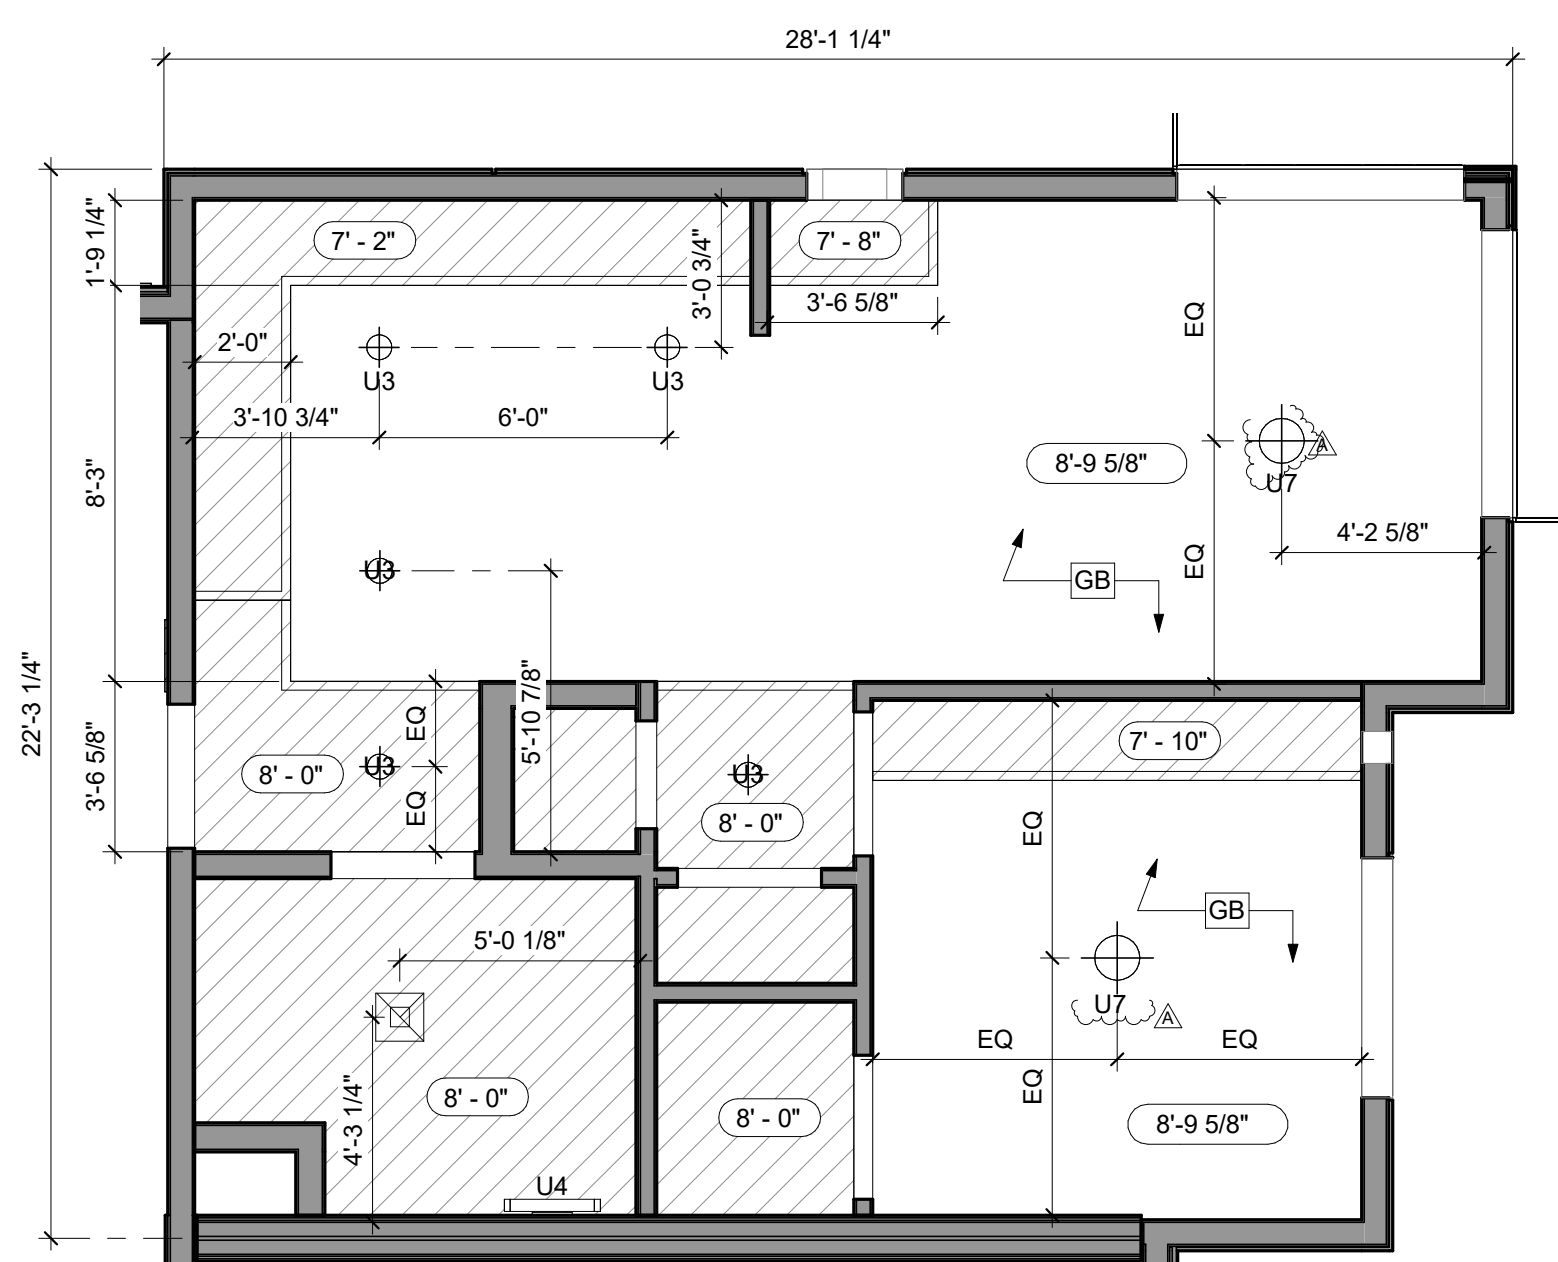 28'-1 1/4"
7' - 2"
7' - 8"
1'-9 1/4"
3'-0 3/4"
3'-6 5/8"
EQ
2'-0"
U3
U3
3'-10 3/4"
6'-0"
A
8'-9 5/8"
U7
8'-3"
4'-2 5/8"
EQ
U3
GB
22'-3 1/4"
5'-10 7/8"
EQ
3'-6 5/8"
7' - 10"
U3
8' - 0"
U3
EQ
8' - 0"
EQ
GB
5'-0 1/8"
U7
A
EQ
EQ
EQ
4'-3 1/4"
8' - 0"
8' - 0"
8'-9 5/8"
U4